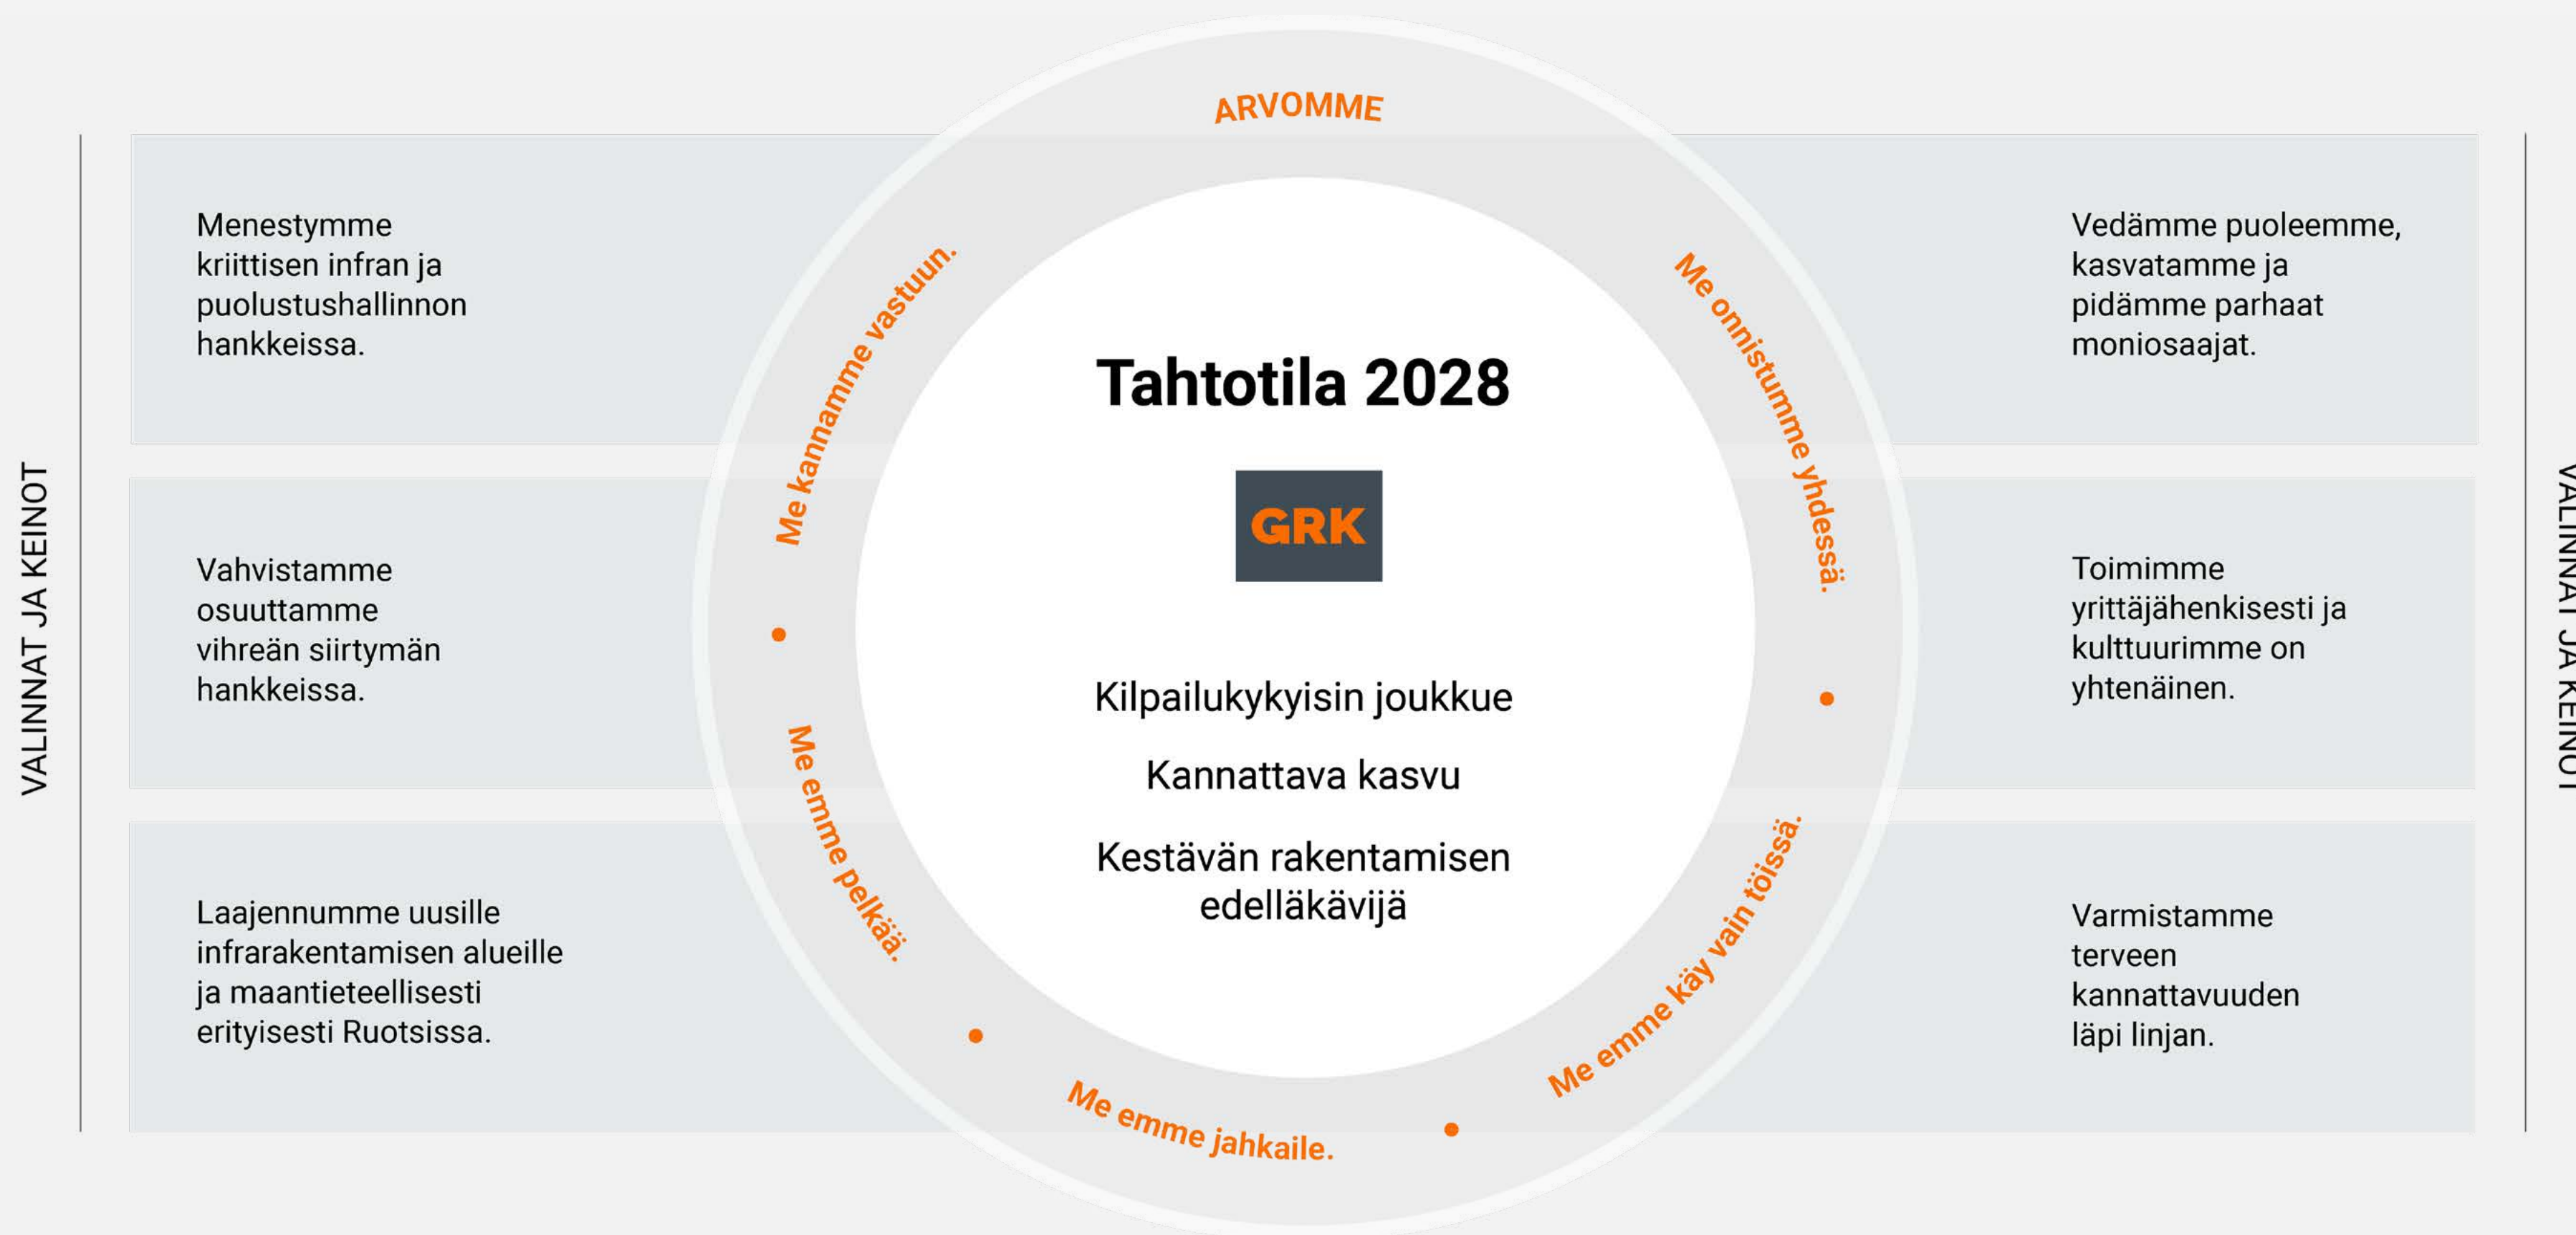 VALINNAT JA KEINOT
Menestymme
kriittisen infran ja
puolustushallinnon
hankkeissa.
Vahvistamme
osuuttamme
vihreän siirtymän
hankkeissa.
Laajennumme uusille
infrarakentamisen alueille
ja maantieteellisesti
erityisesti Ruotsissa.
ARVOMME
Me onnistumme yhdessä.
Me emme käy vain töissä.
Me emme jahkaile.
Me emme pelkää.
Me kannamme vastuun.
Tahtotila 2028
GRK
Kilpailukykyisin joukkue
Kannattava kasvu
Kestävän rakentamisen
edelläkävijä
Vedämme puoleemme,
kasvatamme ja
pidämme parhaat
moniosaajat.
Toimimme
yrittäjähenkisesti ja
kulttuurimme on
yhtenäinen.
Varmistamme
terveen
kannattavuuden
läpi linjan.
VALINNAT JA KEINOT